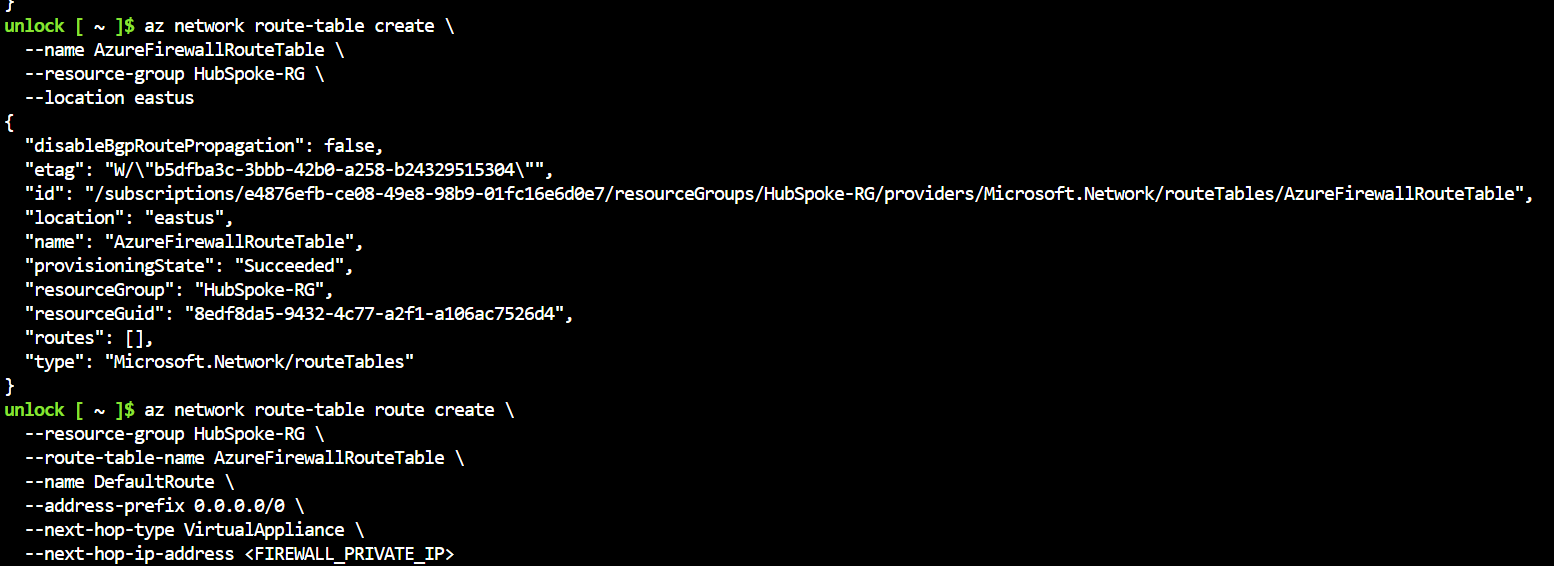 }
unlock [ ~ ]$ az network route-table create \
  --name AzureFirewallRouteTable \
  --resource-group HubSpoke-RG \
  --location eastus
{
  "disableBgpRoutePropagation": false,
  "etag": "W/\"b5dfba3c-3bbb-42b0-a258-b24329515304\"",
  "id": "/subscriptions/e4876efb-ce08-49e8-98b9-01fc16e6d0e7/resourceGroups/HubSpoke-RG/providers/Microsoft.Network/routeTables/AzureFirewallRouteTable",
  "location": "eastus",
  "name": "AzureFirewallRouteTable",
  "provisioningState": "Succeeded",
  "resourceGroup": "HubSpoke-RG",
  "resourceGuid": "8edf8da5-9432-4c77-a2f1-a106ac7526d4",
  "routes": [],
  "type": "Microsoft.Network/routeTables"
}
unlock [ ~ ]$ az network route-table route create \
  --resource-group HubSpoke-RG \
  --route-table-name AzureFirewallRouteTable \
  --name DefaultRoute \
  --address-prefix 0.0.0.0/0 \
  --next-hop-type VirtualAppliance \
  --next-hop-ip-address <FIREWALL_PRIVATE_IP>